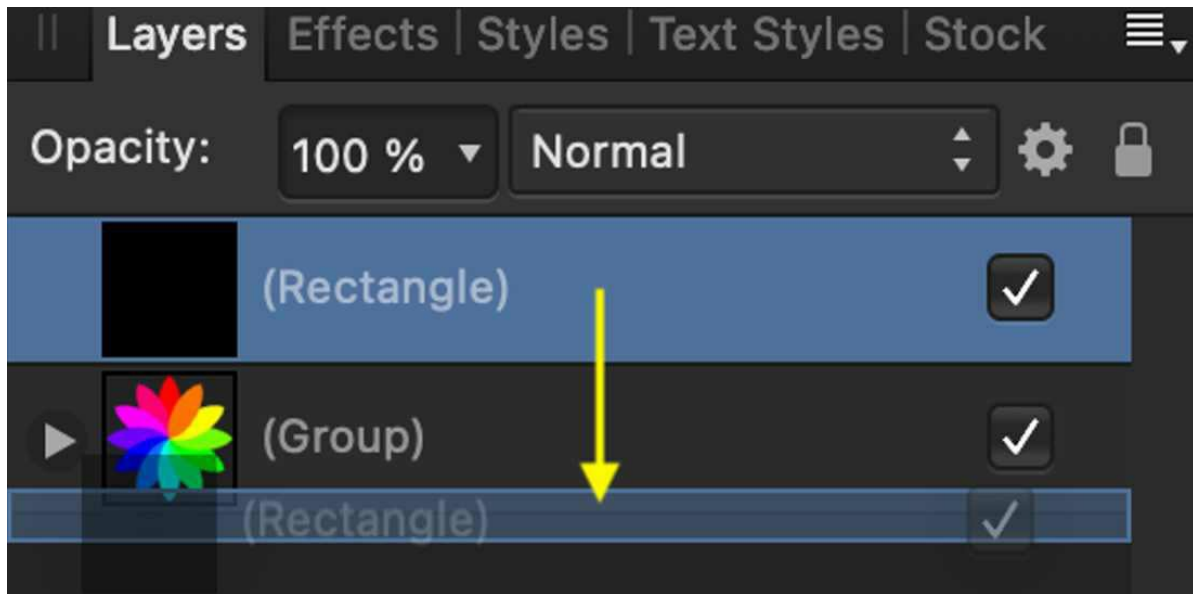 Layers Effects | Styles | Text Styles | Stock
Opacity: 100 % Normal
(Rectangle)
(Group)
(Rectangle)